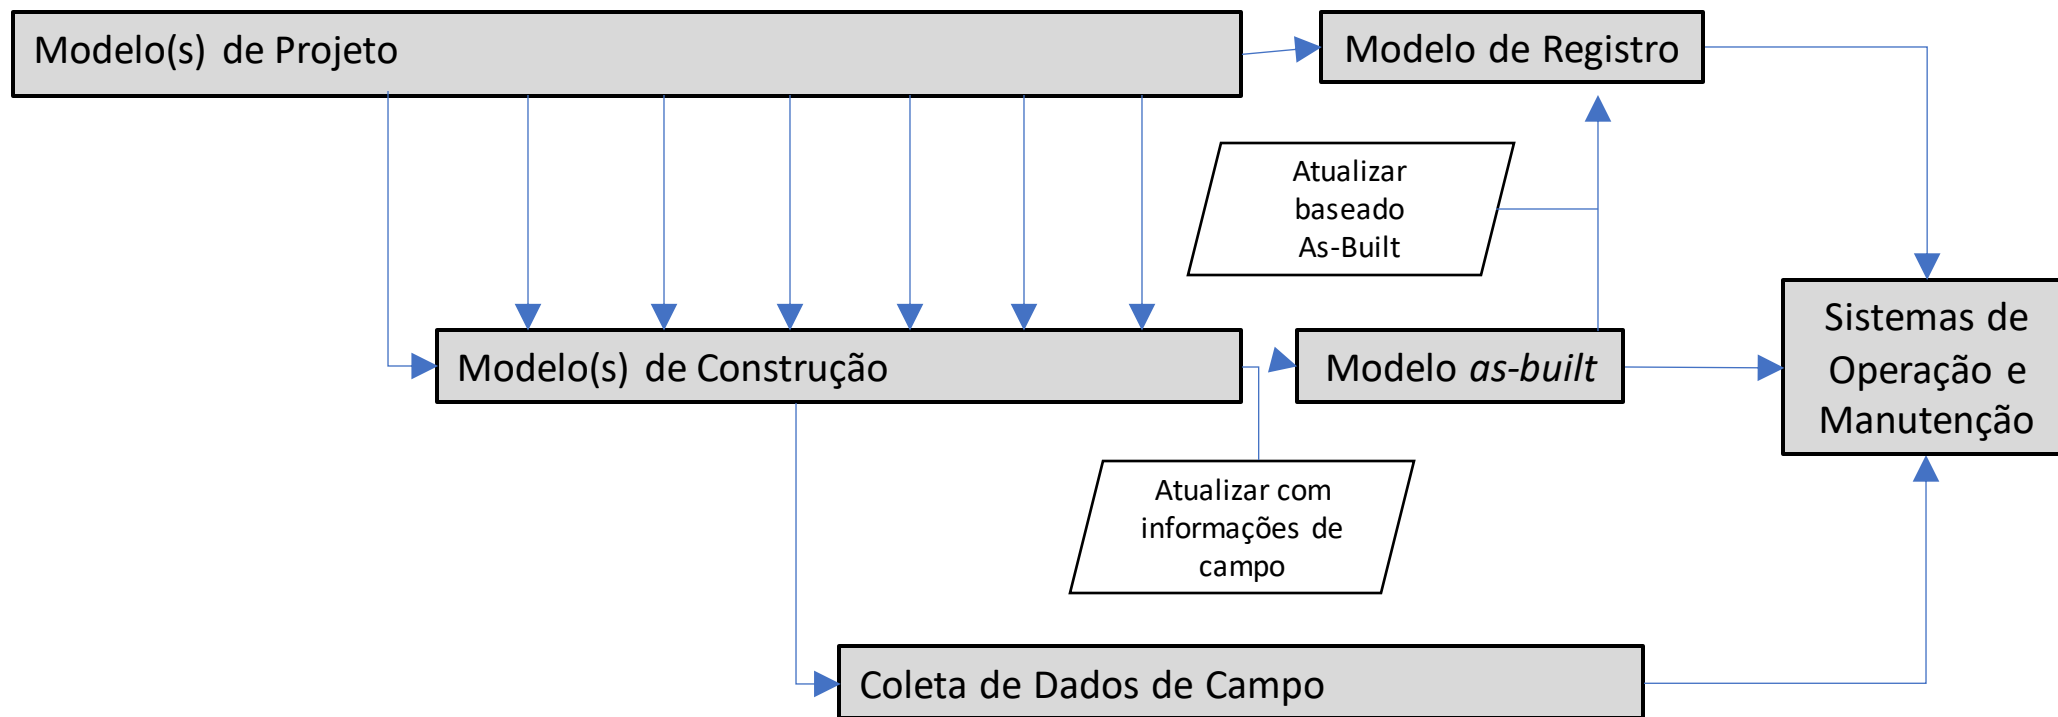 Modelo(s) de Projeto
Modelo de Registro
Atualizar
baseado
As-Built
Modelo(s) de Construção
Modelo as-built
Sistemas de
Operação e
Manutenção
Atualizar com
informações de
campo
Coleta de Dados de Campo